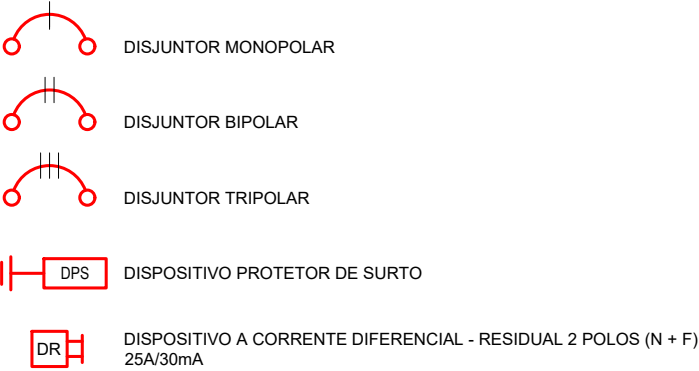 DISJUNTOR MONOPOLAR
DISJUNTOR BIPOLAR
DISJUNTOR TRIPOLAR
DPS DISPOSITIVO PROTETOR DE SURTO
DR DISPOSITIVO A CORRENTE DIFERENCIAL - RESIDUAL 2 POLOS (N + F)
25A/30mA